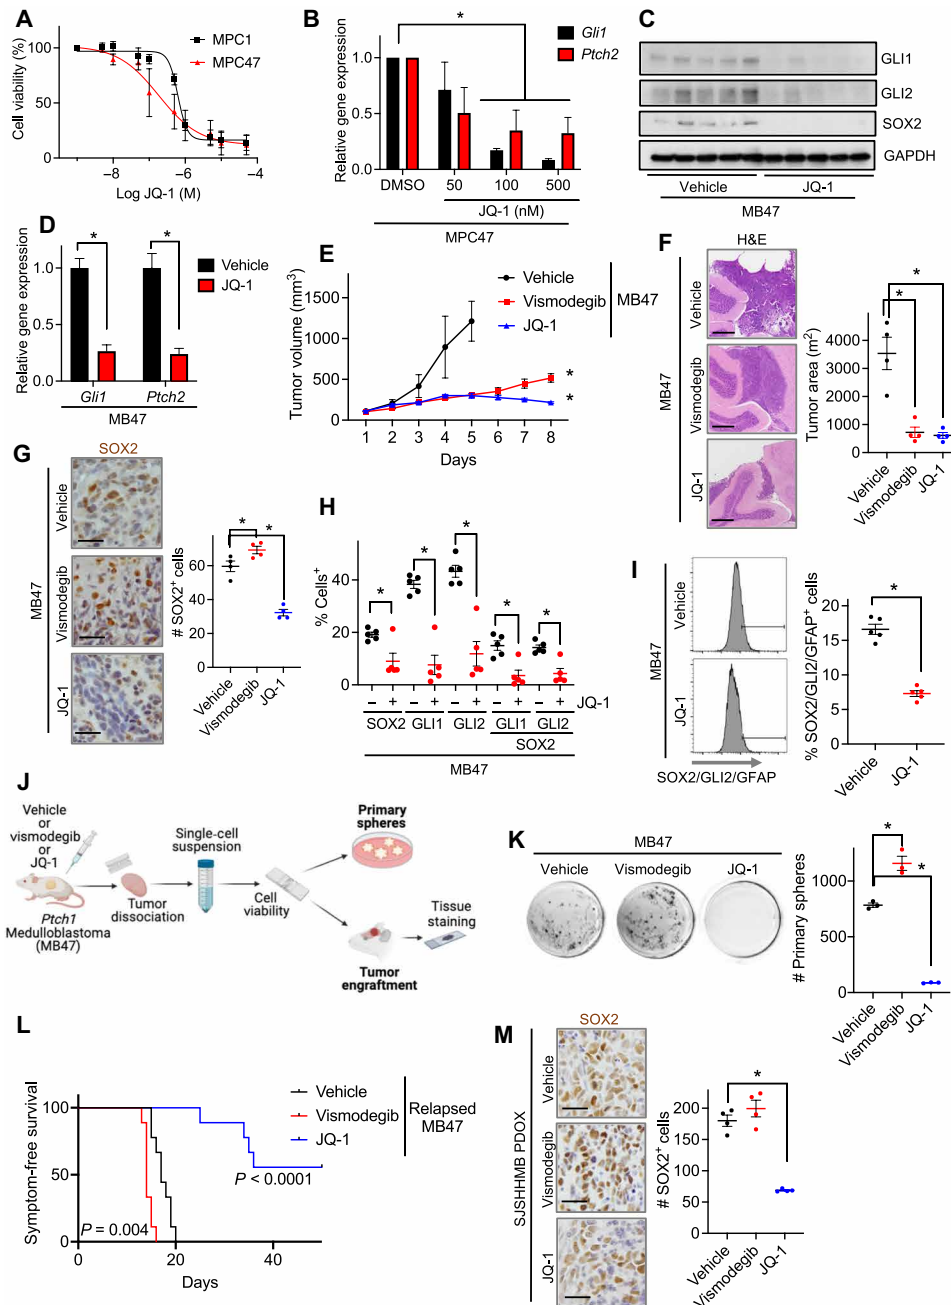 A
Cell viability (%)
100
50
0
MPC1
MPC47
-8
-6
-4
Log JQ-1 (M)
B
Relative gene expression
1.0
0.5
0.0
*
Gli1
Ptch2
DMSO
50
100
500
JQ-1 (nM)
MPC47
C
GLI1
GLI2
SOX2
GAPDH
Vehicle
JQ-1
MB47
D
Relative gene expression
1.0
0.5
0.0
*
*
Vehicle
JQ-1
Gli1
Ptch2
MB47
E
Tumor volume (mm3)
1500
1000
500
0
Vehicle
Vismodegib
JQ-1
MB47
*
*
1 2 3 4 5 6 7 8
Days
F
H&E
Vehicle
Vismodegib
JQ-1
MB47
Tumor area (m2)
4000
3000
2000
1000
0
*
*
Vehicle
Vismodegib
JQ-1
G
SOX2
Vehicle
Vismodegib
JQ-1
MB47
# SOX2+ cells
60
40
20
0
* *
Vehicle
Vismodegib
JQ-1
H
% Cells+
60
40
20
0
*
*
*
*
*
– + – + – + – + – + JQ-1
SOX2 GLI1 GLI2 GLI1 GLI2
SOX2
MB47
I
Vehicle
JQ-1
MB47
SOX2/GLI2/GFAP
% SOX2/GLI2/GFAP+ cells
20
15
10
5
0
*
Vehicle
JQ-1
J
Vehicle
or
vismodegib
or
JQ-1
Ptch1
Medulloblastoma
(MB47)
Tumor
dissociation
Single-cell
suspension
Cell
viability
Primary
spheres
Tumor
engraftment
Tissue
staining
K
MB47
Vehicle
Vismodegib
JQ-1
# Primary spheres
1000
500
0
*
*
Vehicle
Vismodegib
JQ-1
L
Symptom-free survival
100
50
0
Vehicle
Vismodegib
JQ-1
Relapsed
MB47
P < 0.0001
P = 0.004
0
20
40
Days
M
SOX2
Vehicle
Vismodegib
JQ-1
SJSHHMB PDOX
# SOX2+ cells
200
150
100
50
0
*
Vehicle
Vismodegib
JQ-1